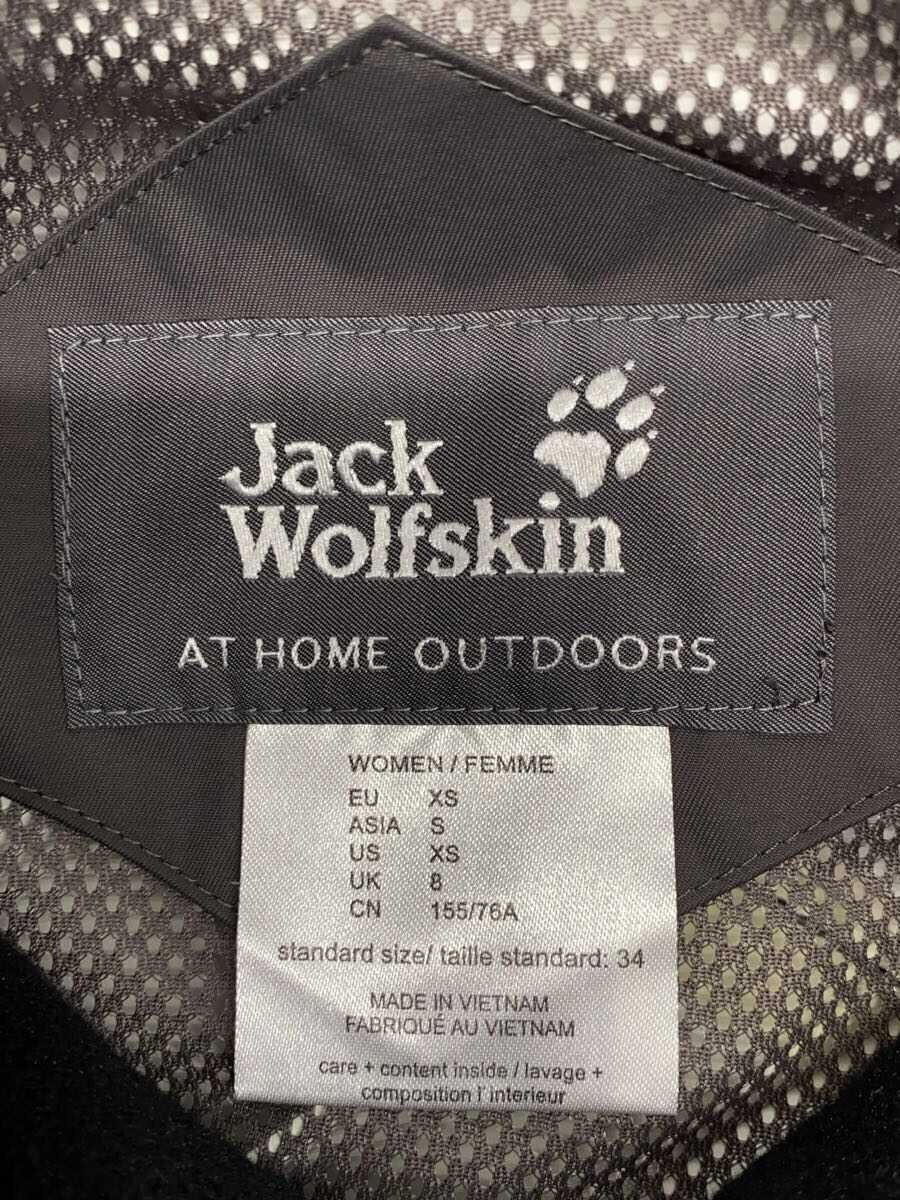 Jack
Wolfskin
AT HOME OUTDOORS
WOMEN / FEMME
EU XS
ASIA S
US XS
UK 8
CN 155/76A
standard size/ taille standard: 34
MADE IN VIETNAM
FABRIQUÉ AU VIETNAM
care + content inside / lavage +
composition l'interieur